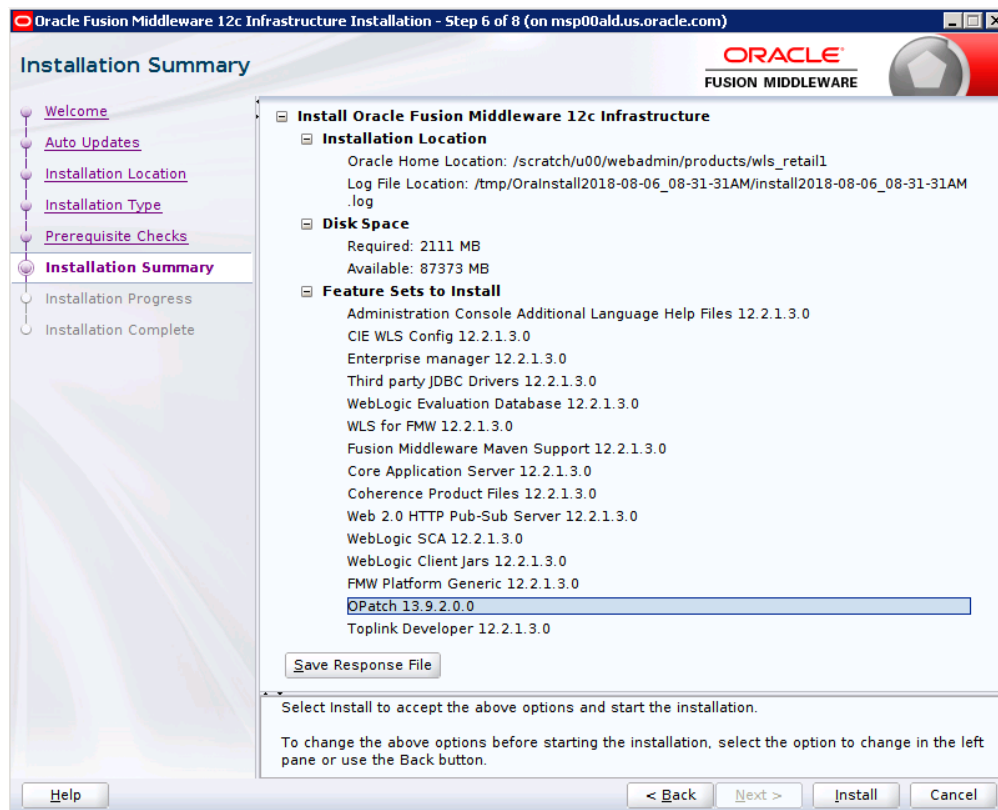 Oracle Fusion Middleware 12c Infrastructure Installation - Step 6 of 8 (on msp00ald.us.oracle.com)
Installation Summary
ORACLE
FUSION MIDDLEWARE
Welcome
Auto Updates
Installation Location
Installation Type
Prerequisite Checks
Installation Summary
Installation Progress
Installation Complete
Install Oracle Fusion Middleware 12c Infrastructure
Installation Location
Oracle Home Location: /scratch/u00/webadmin/products/wls_retail1
Log File Location: /tmp/OraInstall2018-08-06_08-31-31AM/install2018-08-06_08-31-31AM
.log
Disk Space
Required: 2111 MB
Available: 87373 MB
Feature Sets to Install
Administration Console Additional Language Help Files 12.2.1.3.0
CIE WLS Config 12.2.1.3.0
Enterprise manager 12.2.1.3.0
Third party JDBC Drivers 12.2.1.3.0
WebLogic Evaluation Database 12.2.1.3.0
WLS for FMW 12.2.1.3.0
Fusion Middleware Maven Support 12.2.1.3.0
Core Application Server 12.2.1.3.0
Coherence Product Files 12.2.1.3.0
Web 2.0 HTTP Pub-Sub Server 12.2.1.3.0
WebLogic SCA 12.2.1.3.0
WebLogic Client Jars 12.2.1.3.0
FMW Platform Generic 12.2.1.3.0
OPatch 13.9.2.0.0
Toplink Developer 12.2.1.3.0
Save Response File
Select Install to accept the above options and start the installation.
To change the above options before starting the installation, select the option to change in the left
pane or use the Back button.
Help
< Back
Next >
Install
Cancel